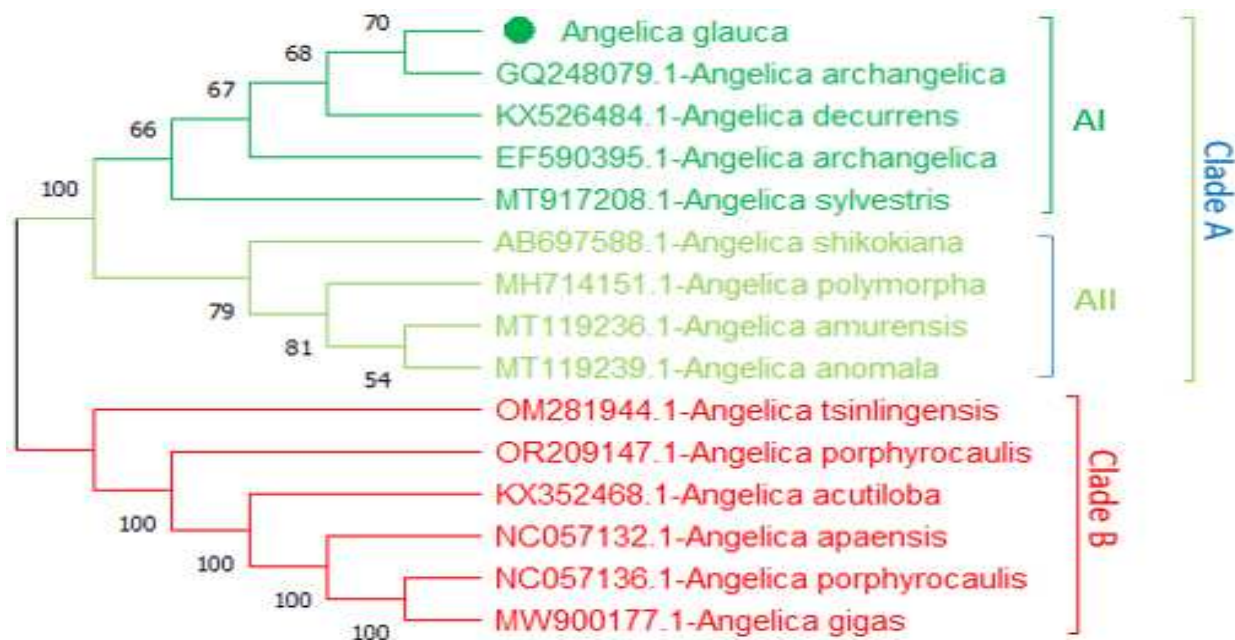 70
Angelica glauca
68
GQ248079.1-Angelica archangelica
67
KX526484.1-Angelica decurrens
AI
66
EF590395.1-Angelica archangelica
100
MT917208.1-Angelica sylvestris
Clade A
AB697588.1-Angelica shikokiana
MH714151.1-Angelica polymorpha
79
AII
MT119236.1-Angelica amurensis
81
MT119239.1-Angelica anomala
54
OM281944.1-Angelica tsinlingensis
OR209147.1-Angelica porphyrocaulis
KX352468.1-Angelica acutiloba
Clade B
100
NC057132.1-Angelica apaensis
100
NC057136.1-Angelica porphyrocaulis
100
MW900177.1-Angelica gigas
100